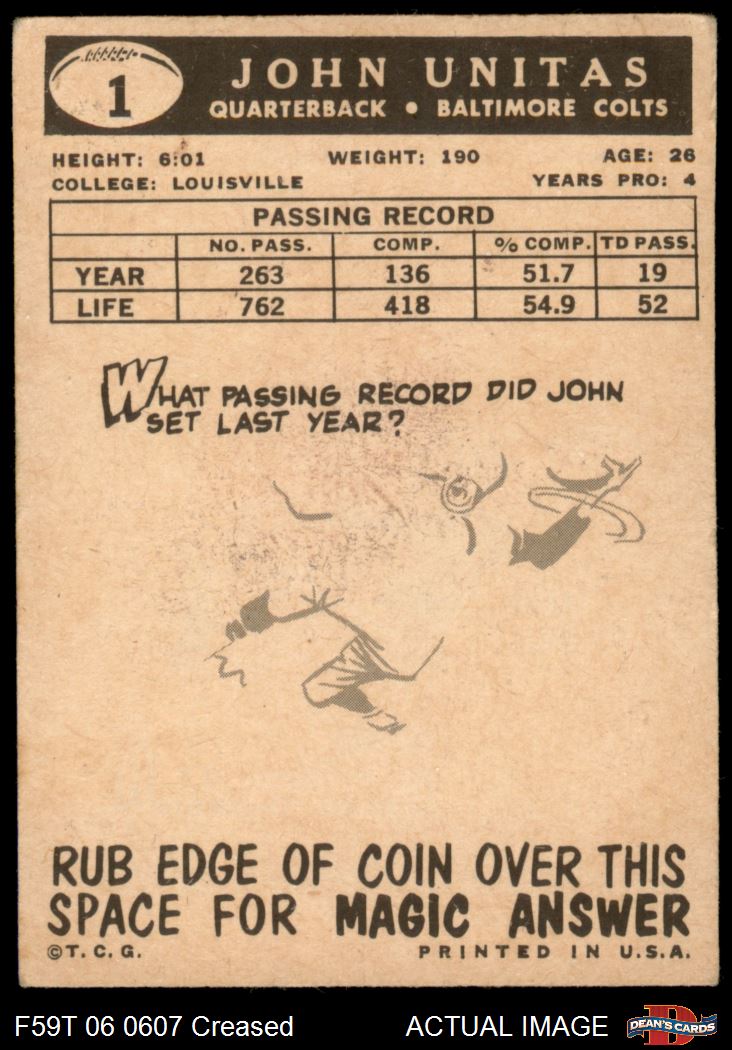 1
JOHN UNITAS
QUARTERBACK • BALTIMORE COLTS
HEIGHT: 6:01 WEIGHT: 190 AGE: 26
COLLEGE: LOUISVILLE YEARS PRO: 4
PASSING RECORD
NO. PASS. COMP. % COMP. TD PASS.
YEAR 263 136 51.7 19
LIFE 762 418 54.9 52
WHAT PASSING RECORD DID JOHN
SET LAST YEAR?
RUB EDGE OF COIN OVER THIS
SPACE FOR MAGIC ANSWER
©T. C. G. PRINTED IN U.S.A.
F59T 06 0607 Creased ACTUAL IMAGE DEAN'S CARDS